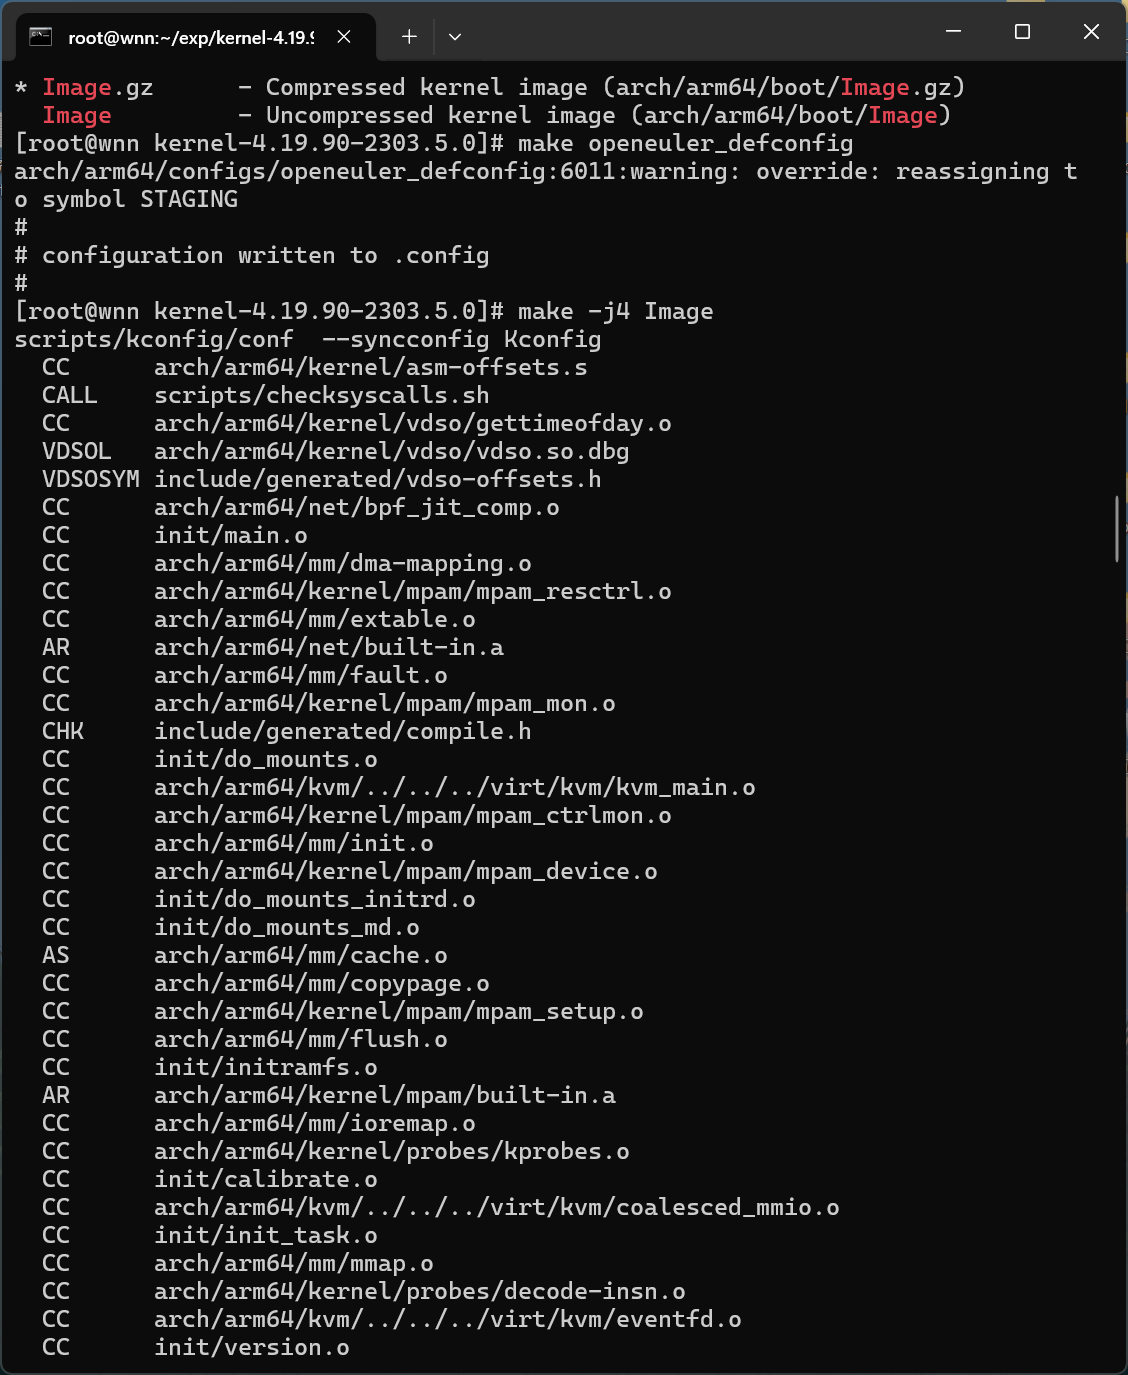 root@wnn:~/exp/kernel-4.19.9
* Image.gz      - Compressed kernel image (arch/arm64/boot/Image.gz)
  Image         - Uncompressed kernel image (arch/arm64/boot/Image)
[root@wnn kernel-4.19.90-2303.5.0]# make openeuler_defconfig
arch/arm64/configs/openeuler_defconfig:6011:warning: override: reassigning t
o symbol STAGING
#
# configuration written to .config
#
[root@wnn kernel-4.19.90-2303.5.0]# make -j4 Image
scripts/kconfig/conf  --syncconfig Kconfig
  CC      arch/arm64/kernel/asm-offsets.s
  CALL    scripts/checksyscalls.sh
  CC      arch/arm64/kernel/vdso/gettimeofday.o
  VDSOL   arch/arm64/kernel/vdso/vdso.so.dbg
  VDSOSYM include/generated/vdso-offsets.h
  CC      arch/arm64/net/bpf_jit_comp.o
  CC      init/main.o
  CC      arch/arm64/mm/dma-mapping.o
  CC      arch/arm64/kernel/mpam/mpam_resctrl.o
  CC      arch/arm64/mm/extable.o
  AR      arch/arm64/net/built-in.a
  CC      arch/arm64/mm/fault.o
  CC      arch/arm64/kernel/mpam/mpam_mon.o
  CHK     include/generated/compile.h
  CC      init/do_mounts.o
  CC      arch/arm64/kvm/../../../virt/kvm/kvm_main.o
  CC      arch/arm64/kernel/mpam/mpam_ctrlmon.o
  CC      arch/arm64/mm/init.o
  CC      arch/arm64/kernel/mpam/mpam_device.o
  CC      init/do_mounts_initrd.o
  CC      init/do_mounts_md.o
  AS      arch/arm64/mm/cache.o
  CC      arch/arm64/mm/copypage.o
  CC      arch/arm64/kernel/mpam/mpam_setup.o
  CC      arch/arm64/mm/flush.o
  CC      init/initramfs.o
  AR      arch/arm64/kernel/mpam/built-in.a
  CC      arch/arm64/mm/ioremap.o
  CC      arch/arm64/kernel/probes/kprobes.o
  CC      init/calibrate.o
  CC      arch/arm64/kvm/../../../virt/kvm/coalesced_mmio.o
  CC      init/init_task.o
  CC      arch/arm64/mm/mmap.o
  CC      arch/arm64/kernel/probes/decode-insn.o
  CC      arch/arm64/kvm/../../../virt/kvm/eventfd.o
  CC      init/version.o